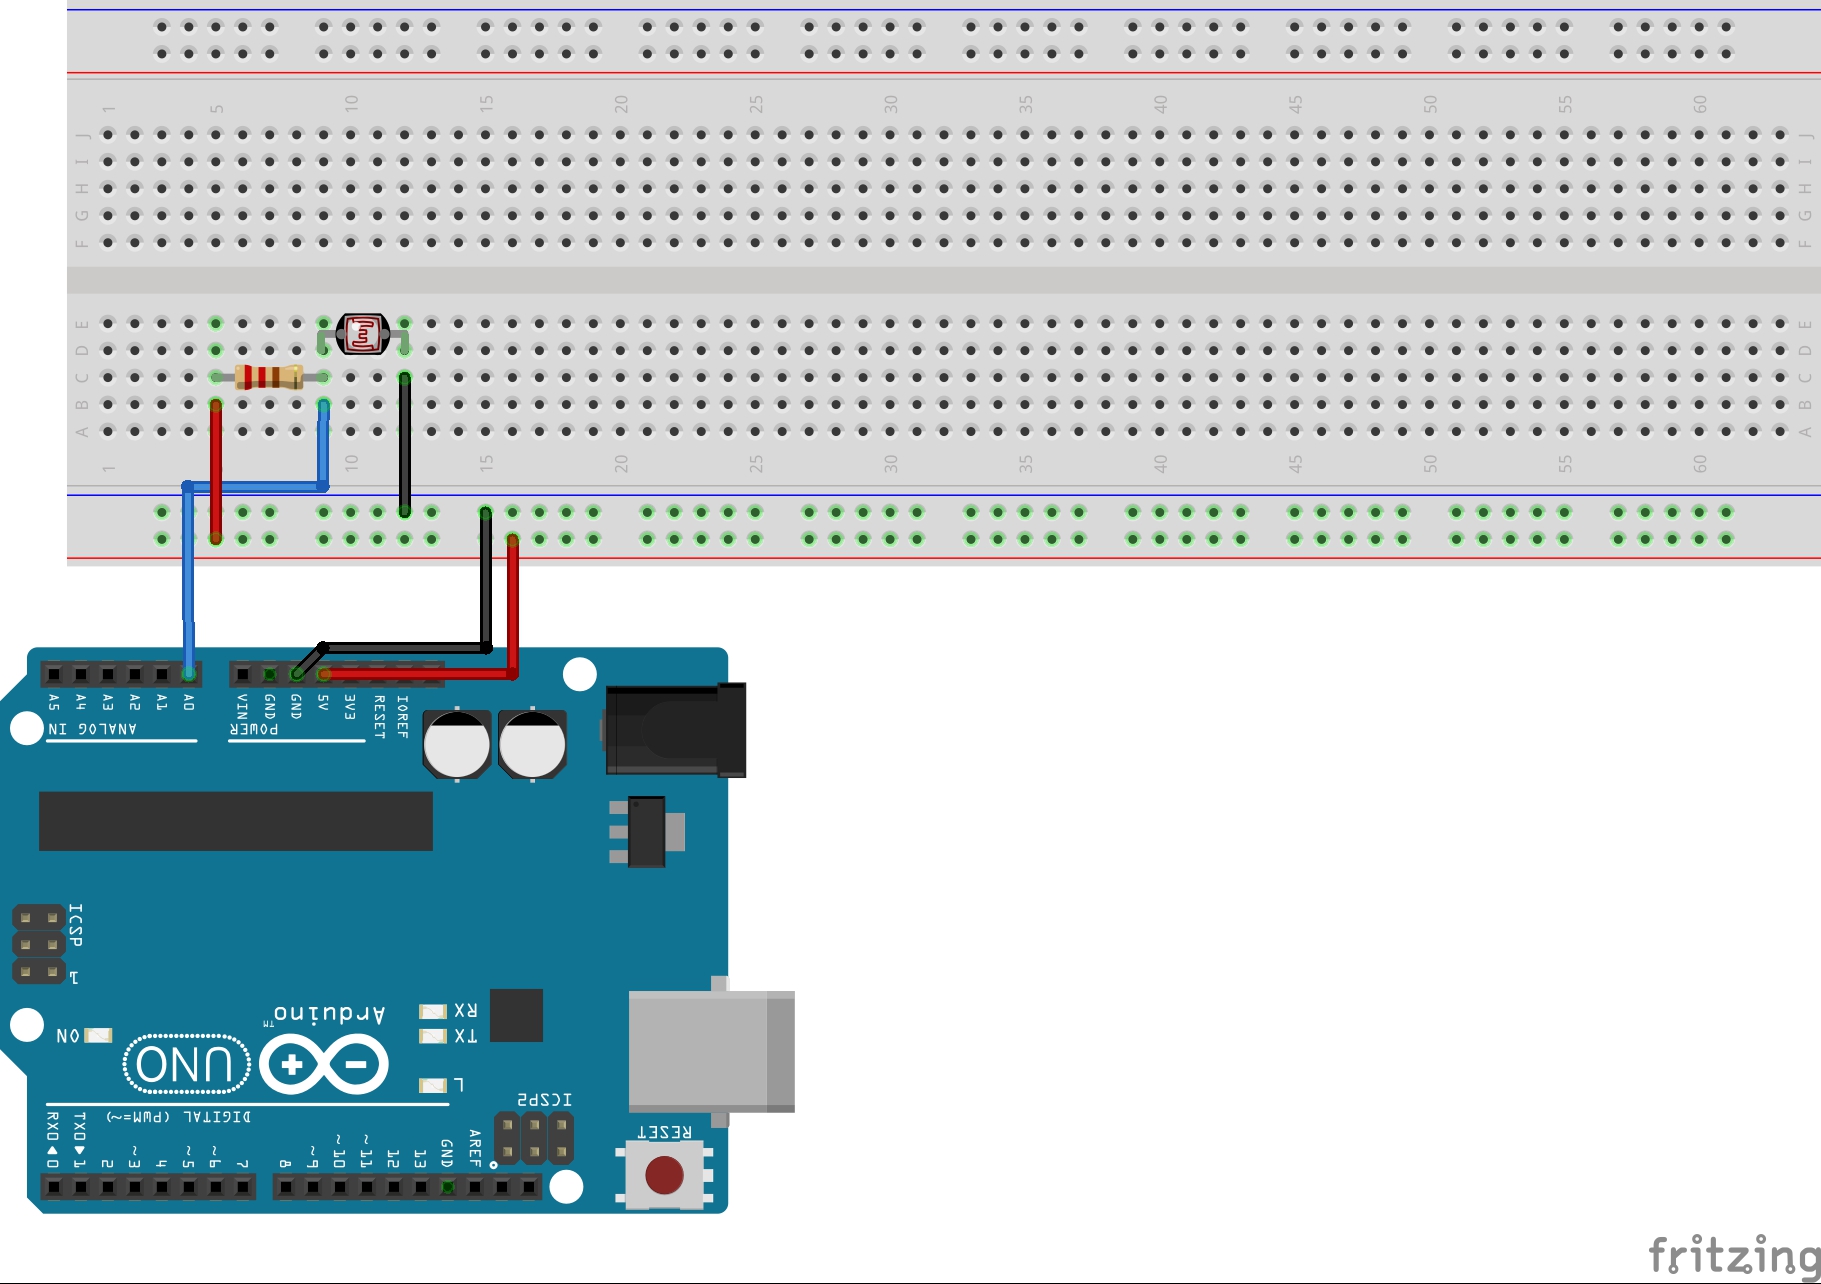 1 5 10 15 20 25 30 35 40 45 50 55 60
J J
I I
H H
G G
F F
E E
D D
C C
B B
A A
1 10 15 20 25 30 35 40 45 50 55 60
A5 A4 A3 A2 A1 A0 VIN GND GND 5V 3V3 RESET IOREF
ANALOG IN POWER
ICSP
1
Arduino™
RX
ON
TX
UNO
L
ICSP2
DIGITAL (PWM=~)
RESET
RX0◀0 TX0▶1 2 ~3 4 ~5 ~6 7 8 ~9 ~10 ~11 12 13 GND AREF
fritzing